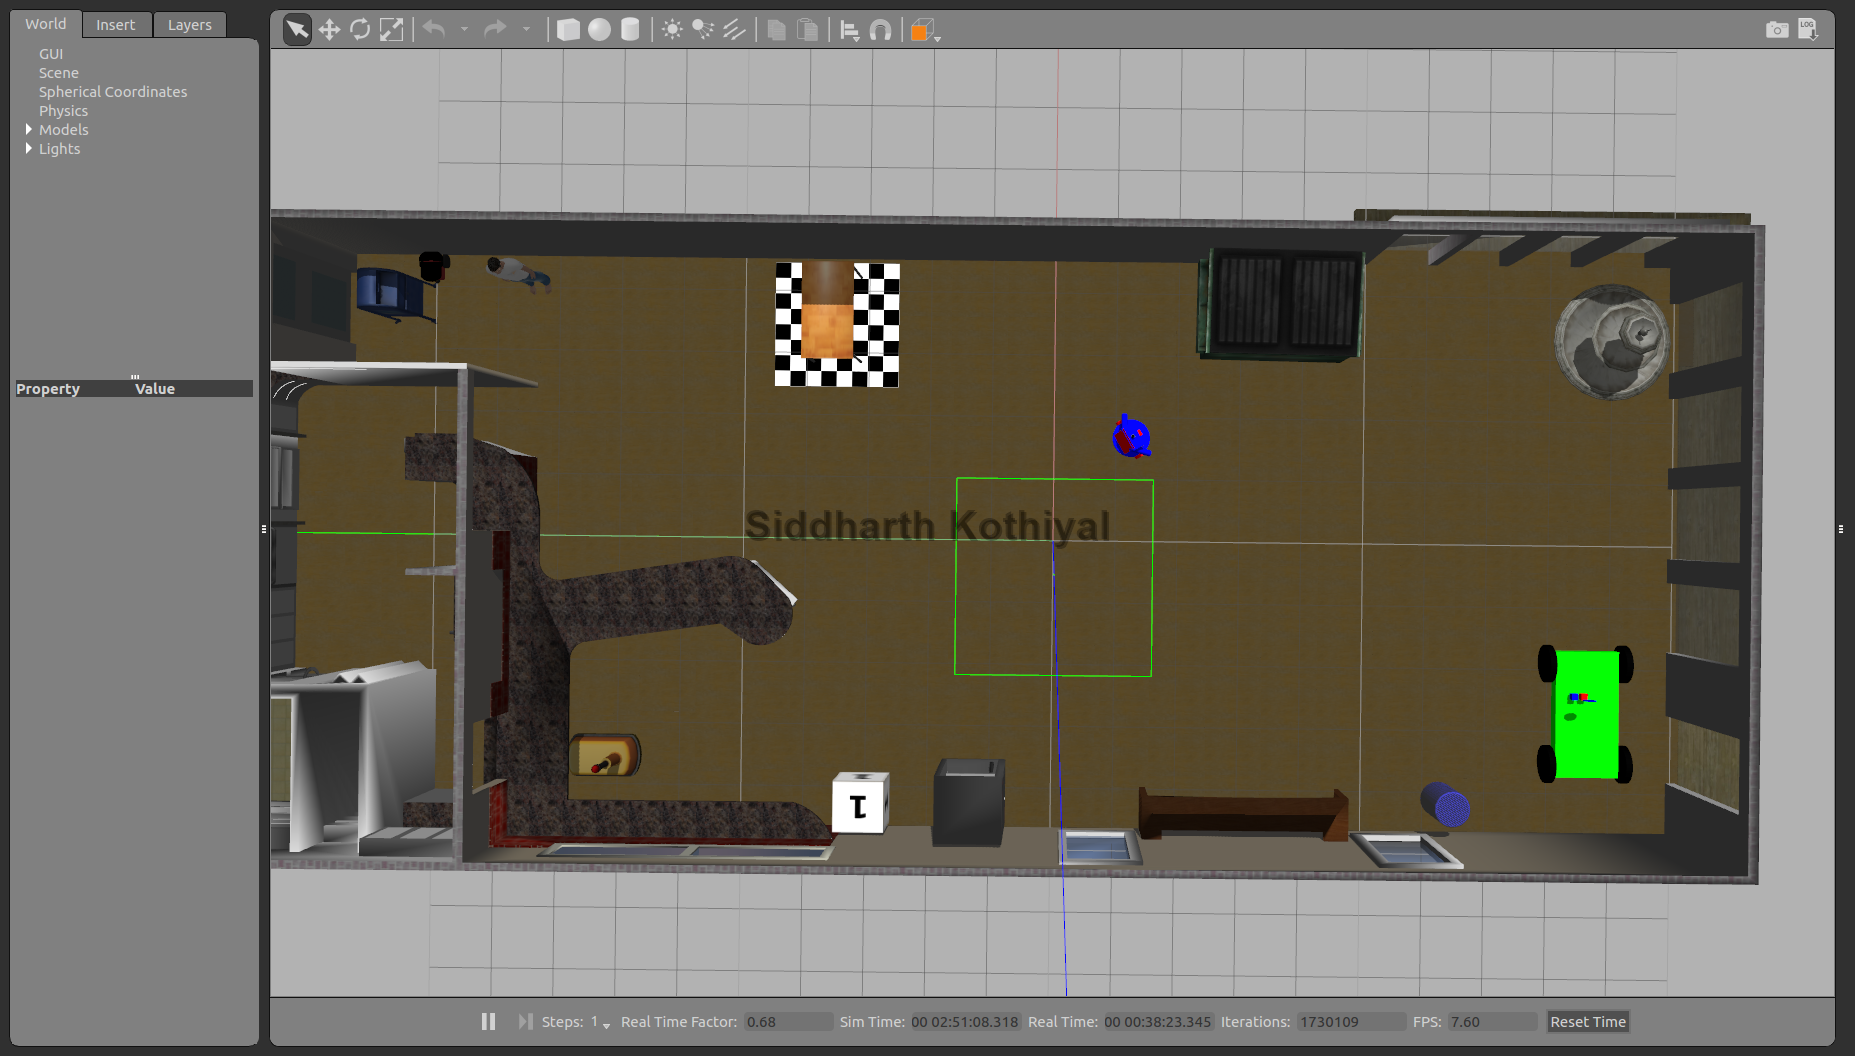 World Insert Layers
GUI
Scene
Spherical Coordinates
Physics
Models
Lights
Property Value
LOG
Siddharth Kothiyal
1
Steps: 1 Real Time Factor: 0.68 Sim Time: 00 02:51:08.318 Real Time: 00 00:38:23.345 Iterations: 1730109 FPS: 7.60 Reset Time